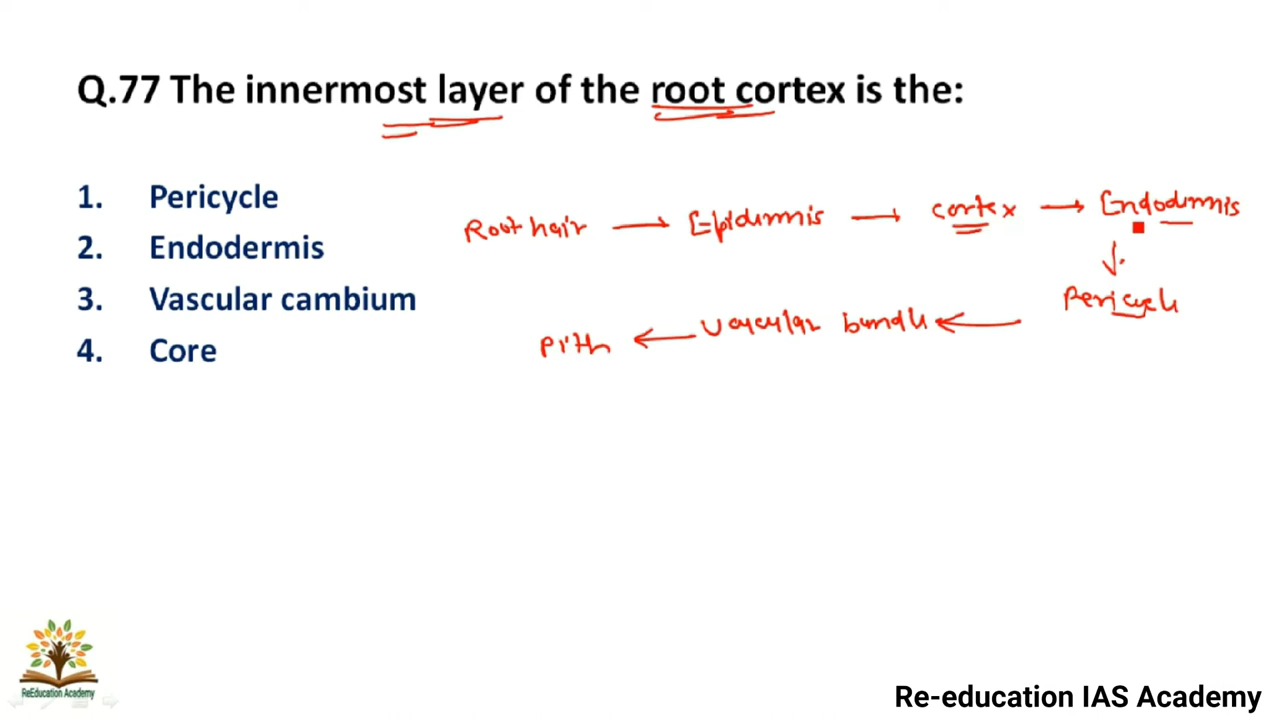 Q.77 The innermost layer of the root cortex is the:
1. Pericycle
2. Endodermis
3. Vascular cambium
4. Core
Root hair → Epidermis → cortex → Endodermis
↓
Pericycle
Pith ← Vascular bundle ←
ReEducation Academy
Re-education IAS Academy